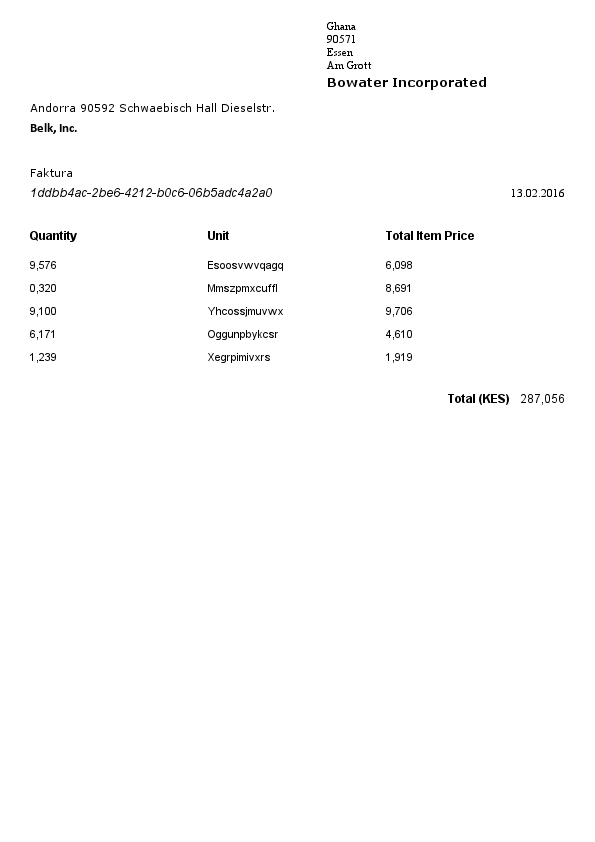 Ghana
90571
Essen
Am Grott
Bowater Incorporated
Andorra 90592 Schwaebisch Hall Dieselstr.
Belk, Inc.
Faktura
1ddbb4ac-2be6-4212-b0c6-06b5adc4a2a0 13.02.2016
Quantity Unit Total Item Price
9,576 Esoosvwvqagq 6,098
0,320 Mmszpmxcuffl 8,691
9,100 Yhcossjmuvwx 9,706
6,171 Oggunpbykcsr 4,610
1,239 Xegrpimivxrs 1,919
Total (KES) 287,056